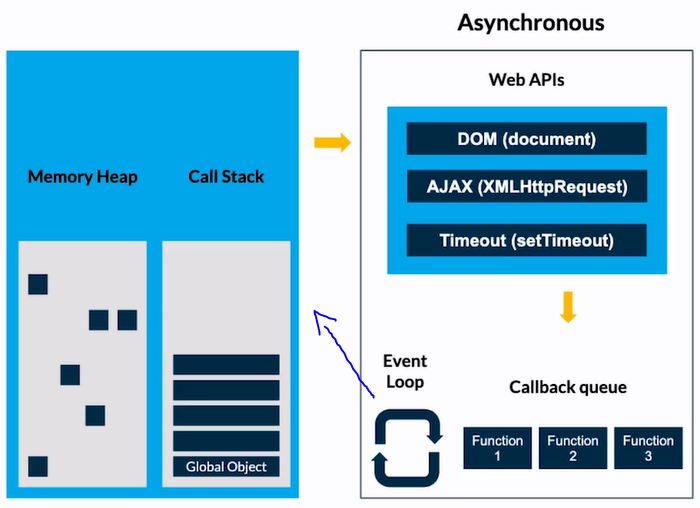 Asynchronous
Web APIs
DOM (document)
AJAX (XMLHttpRequest)
Timeout (setTimeout)
Memory Heap
Call Stack
Global Object
Event
Loop
Callback queue
Function
1
Function
2
Function
3